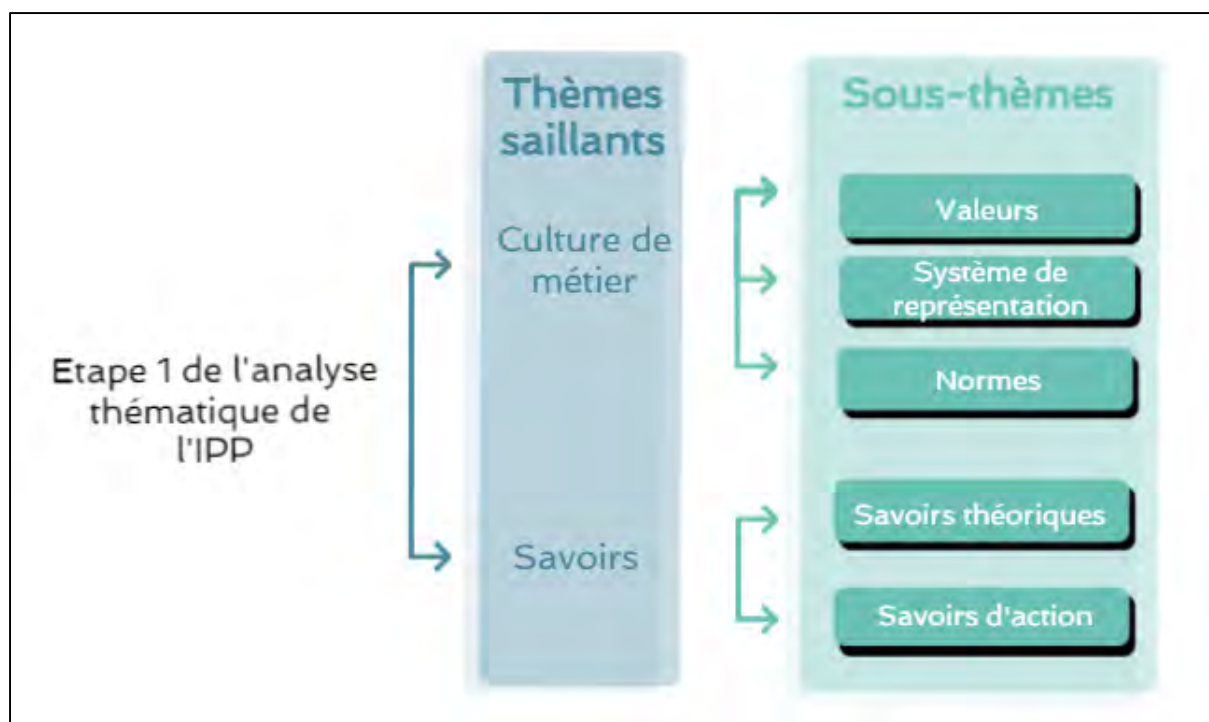 Thèmes
saillants
Sous-thèmes
Culture de
métier
Valeurs
Système de
représentation
Normes
Etape 1 de l'analyse
thématique de
l'IPP
Savoirs
Savoirs théoriques
Savoirs d'action